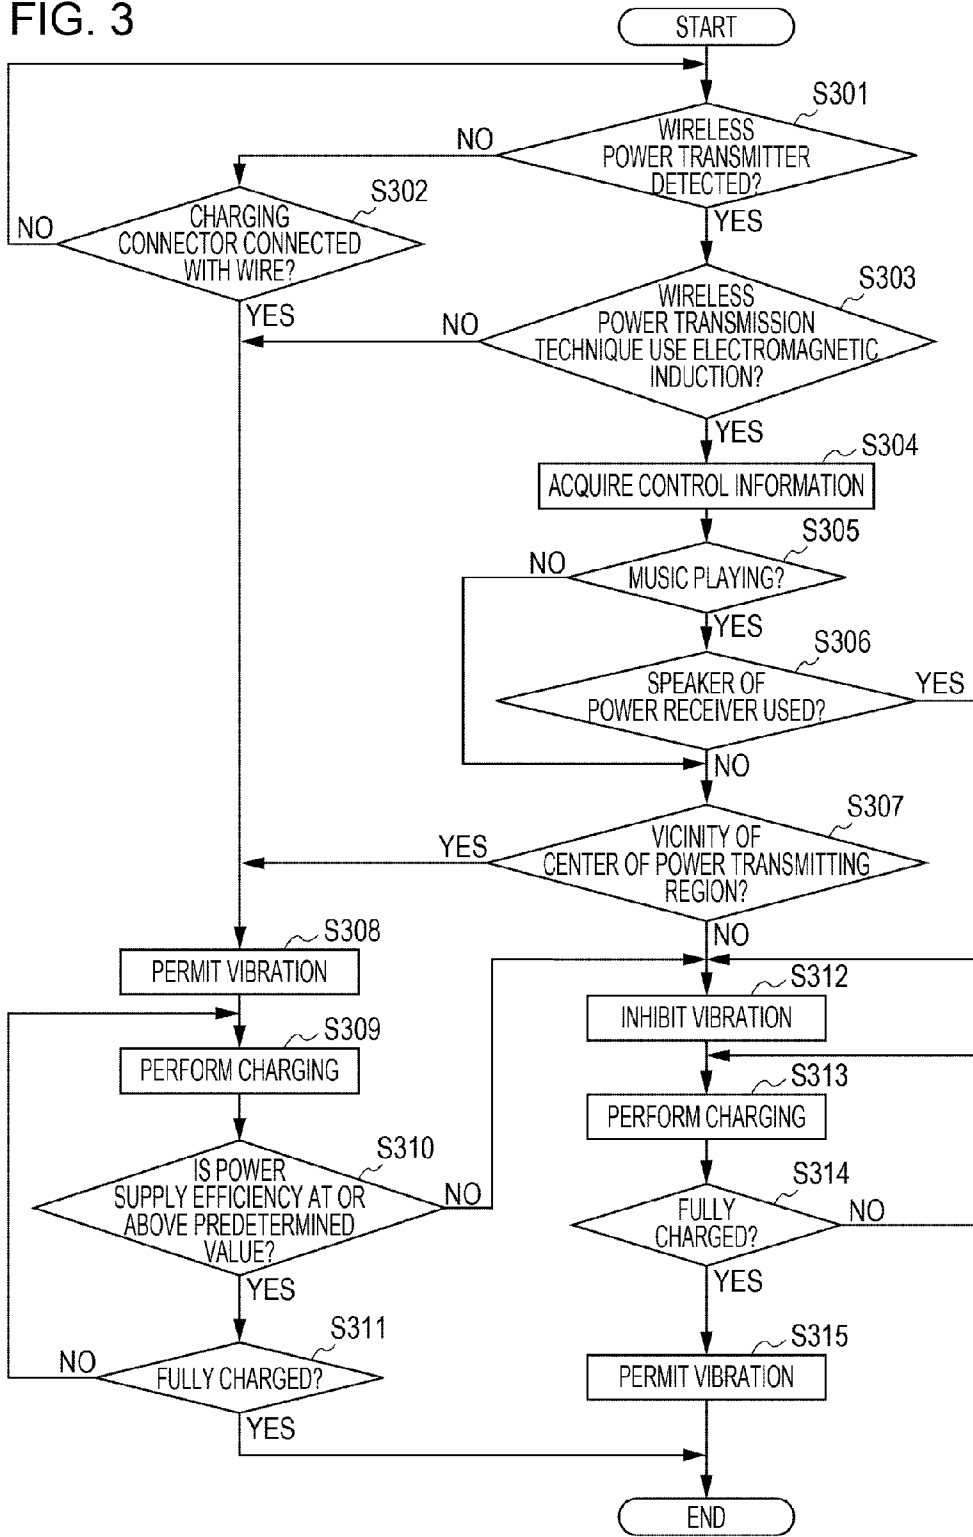 FIG. 3
START
S301
WIRELESS
POWER TRANSMITTER
DETECTED?
NO
YES
S302
CHARGING
CONNECTOR CONNECTED
WITH WIRE?
NO
YES
S303
WIRELESS
POWER TRANSMISSION
TECHNIQUE USE ELECTROMAGNETIC
INDUCTION?
NO
YES
S304
ACQUIRE CONTROL INFORMATION
S305
MUSIC PLAYING?
NO
YES
S306
SPEAKER OF
POWER RECEIVER USED?
YES
NO
S307
VICINITY OF
CENTER OF POWER TRANSMITTING
REGION?
YES
NO
S308
PERMIT VIBRATION
S309
PERFORM CHARGING
S310
IS POWER
SUPPLY EFFICIENCY AT OR
ABOVE PREDETERMINED
VALUE?
NO
YES
S311
FULLY CHARGED?
NO
YES
S312
INHIBIT VIBRATION
S313
PERFORM CHARGING
S314
FULLY
CHARGED?
NO
YES
S315
PERMIT VIBRATION
END